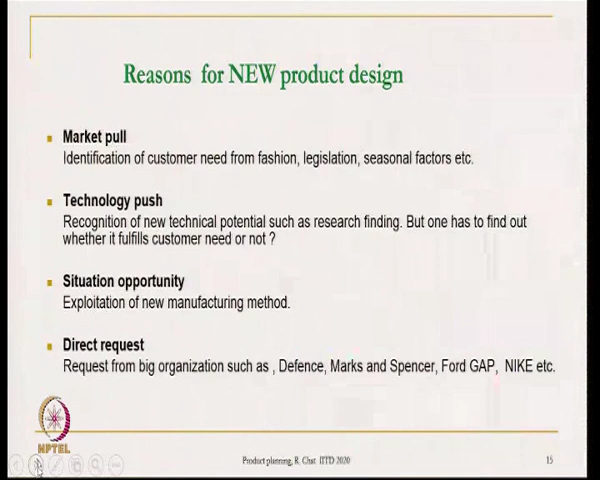 Reasons for NEW product design
Market pull
Identification of customer need from fashion, legislation, seasonal factors etc.
Technology push
Recognition of new technical potential such as research finding. But one has to find out
whether it fulfills customer need or not ?
Situation opportunity
Exploitation of new manufacturing method.
Direct request
Request from big organization such as , Defence, Marks and Spencer, Ford GAP, NIKE etc.
NPTEL
Product planning, R. Chat IITD 2020
15